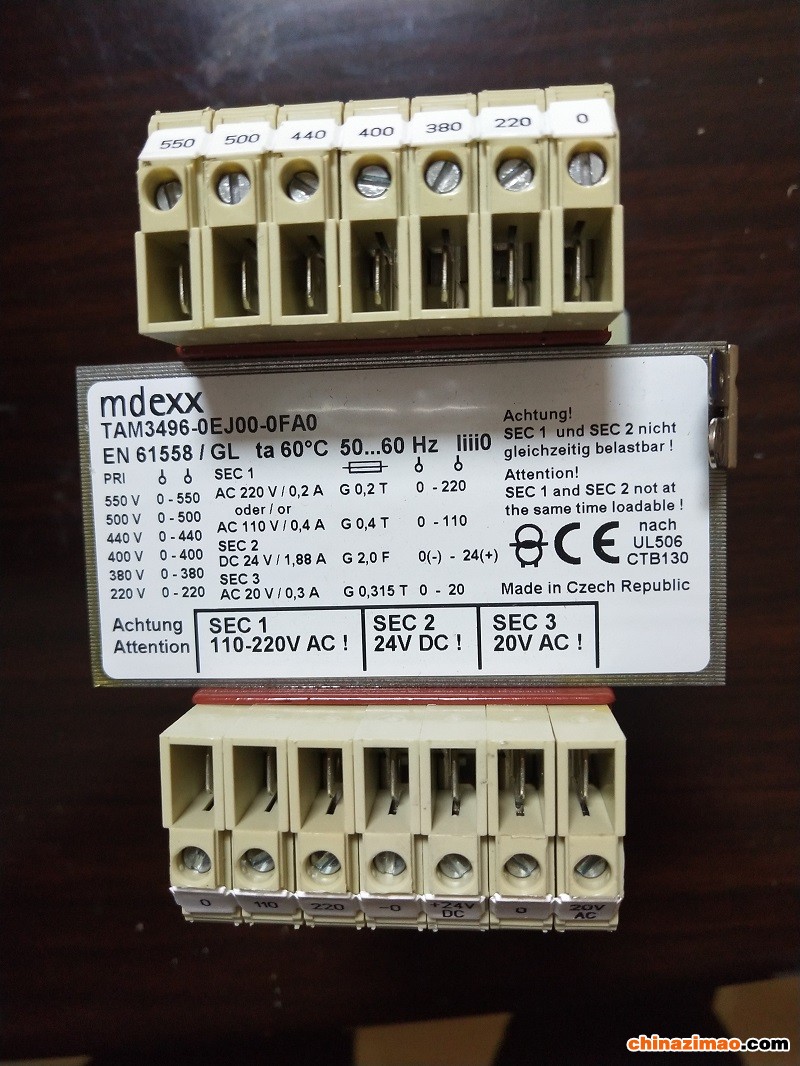 550 500 440 400 380 220 0
mdexx
TAM3496-0EJ00-0FA0
EN 61558 / GL ta 60°C 50...60 Hz Iiii0
PRI
550 V 0 - 550
500 V 0 - 500
440 V 0 - 440
400 V 0 - 400
380 V 0 - 380
220 V 0 - 220
SEC 1
AC 220 V / 0,2 A G 0,2 T 0 - 220
oder / or
AC 110 V / 0,4 A G 0,4 T 0 - 110
SEC 2
DC 24 V / 1,88 A G 2,0 F 0(-) - 24(+)
SEC 3
AC 20 V / 0,3 A G 0,315 T 0 - 20
Achtung!
SEC 1 und SEC 2 nicht
gleichzeitig belastbar !
Attention!
SEC 1 and SEC 2 not at
the same time loadable !
CE
nach
UL506
CTB130
Made in Czech Republic
Achtung
Attention
SEC 1
110-220V AC !
SEC 2
24V DC !
SEC 3
20V AC !
0 110 220 -0 +24V DC 0 20V AC
chinazimao.com